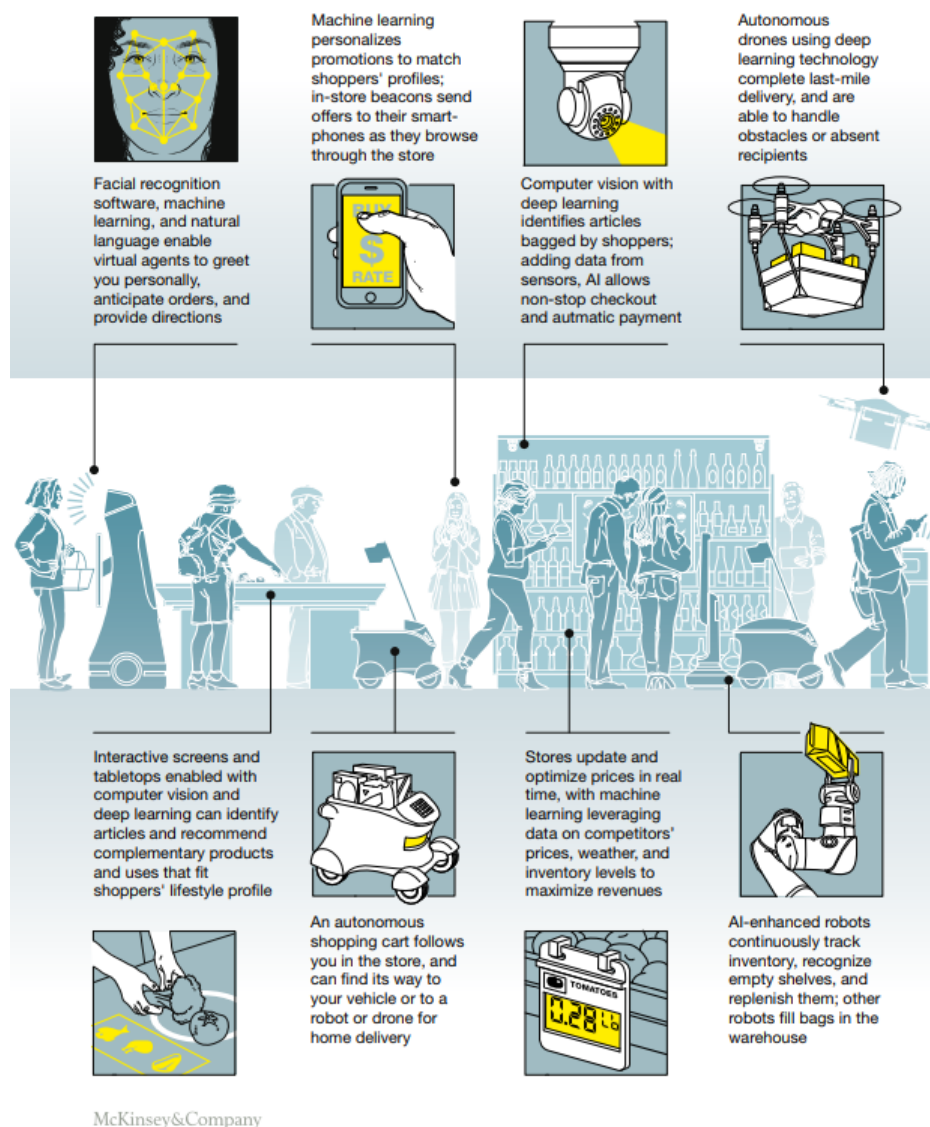 Facial recognition
software, machine
learning, and natural
language enable
virtual agents to greet
you personally,
anticipate orders, and
provide directions
Machine learning
personalizes
promotions to match
shoppers' profiles;
in-store beacons send
offers to their smart-
phones as they browse
through the store
BUY
$
RATE
Computer vision with
deep learning
identifies articles
bagged by shoppers;
adding data from
sensors, AI allows
non-stop checkout
and autmatic payment
Autonomous
drones using deep
learning technology
complete last-mile
delivery, and are
able to handle
obstacles or absent
recipients
Interactive screens and
tabletops enabled with
computer vision and
deep learning can identify
articles and recommend
complementary products
and uses that fit
shoppers' lifestyle profile
An autonomous
shopping cart follows
you in the store, and
can find its way to
your vehicle or to a
robot or drone for
home delivery
Stores update and
optimize prices in real
time, with machine
learning leveraging
data on competitors'
prices, weather, and
inventory levels to
maximize revenues
TOMATOES
0.28 Lb
AI-enhanced robots
continuously track
inventory, recognize
empty shelves, and
replenish them; other
robots fill bags in the
warehouse
McKinsey&Company